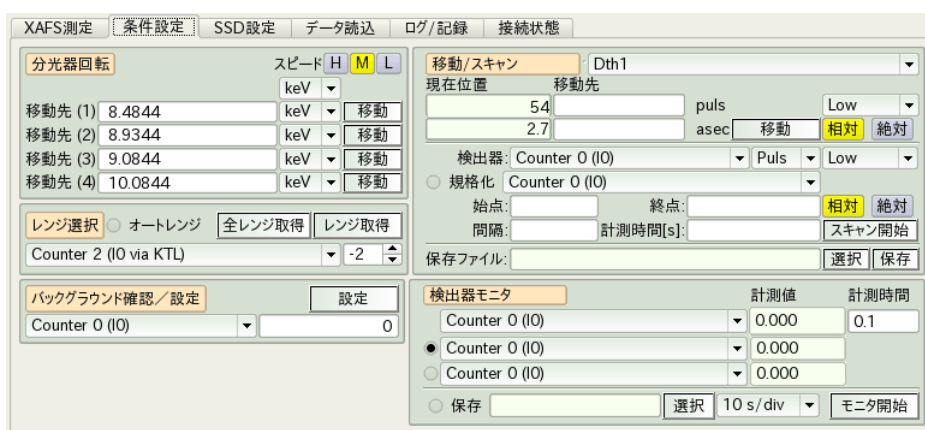 XAFS測定 条件設定 SSD設定 データ読込 ログ/記録 接続状態
分光器回転 スピード H M L
keV
移動先 (1) 8.4844 keV 移動
移動先 (2) 8.9344 keV 移動
移動先 (3) 9.0844 keV 移動
移動先 (4) 10.0844 keV 移動
レンジ選択 オートレンジ 全レンジ取得 レンジ取得
Counter 2 (I0 via KTL) -2
バックグラウンド確認/設定 設定
Counter 0 (I0) 0
移動/スキャン Dth1
現在位置 移動先
54 puls Low
2.7 asec 移動 相対 絶対
検出器: Counter 0 (I0) Puls Low
規格化 Counter 0 (I0)
始点: 終点: 相対 絶対
間隔: 計測時間[s]: スキャン開始
保存ファイル: 選択 保存
検出器モニタ 計測値 計測時間
Counter 0 (I0) 0.000 0.1
Counter 0 (I0) 0.000
Counter 0 (I0) 0.000
保存 選択 10 s/div モニタ開始